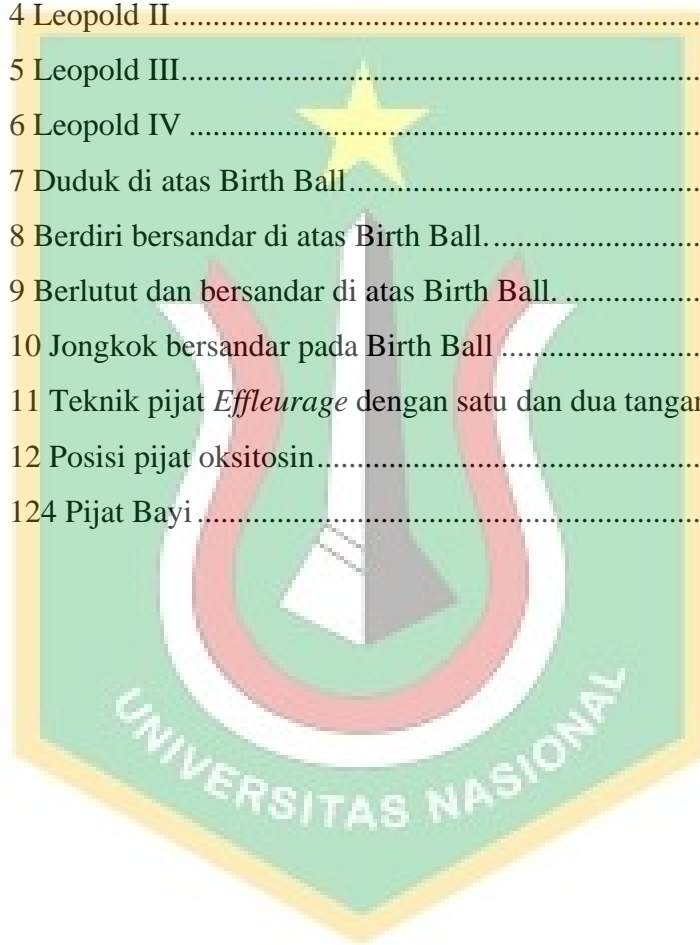 4 Leopold II..........................................................................
5 Leopold III.........................................................................
6 Leopold IV .......................................................................
7 Duduk di atas Birth Ball....................................................
8 Berdiri bersandar di atas Birth Ball. .................................
9 Berlutut dan bersandar di atas Birth Ball. ........................
10 Jongkok bersandar pada Birth Ball ................................
11 Teknik pijat Effleurage dengan satu dan dua tangan
12 Posisi pijat oksitosin.......................................................
124 Pijat Bayi .....................................................................
UNIVERSITAS NASIONAL